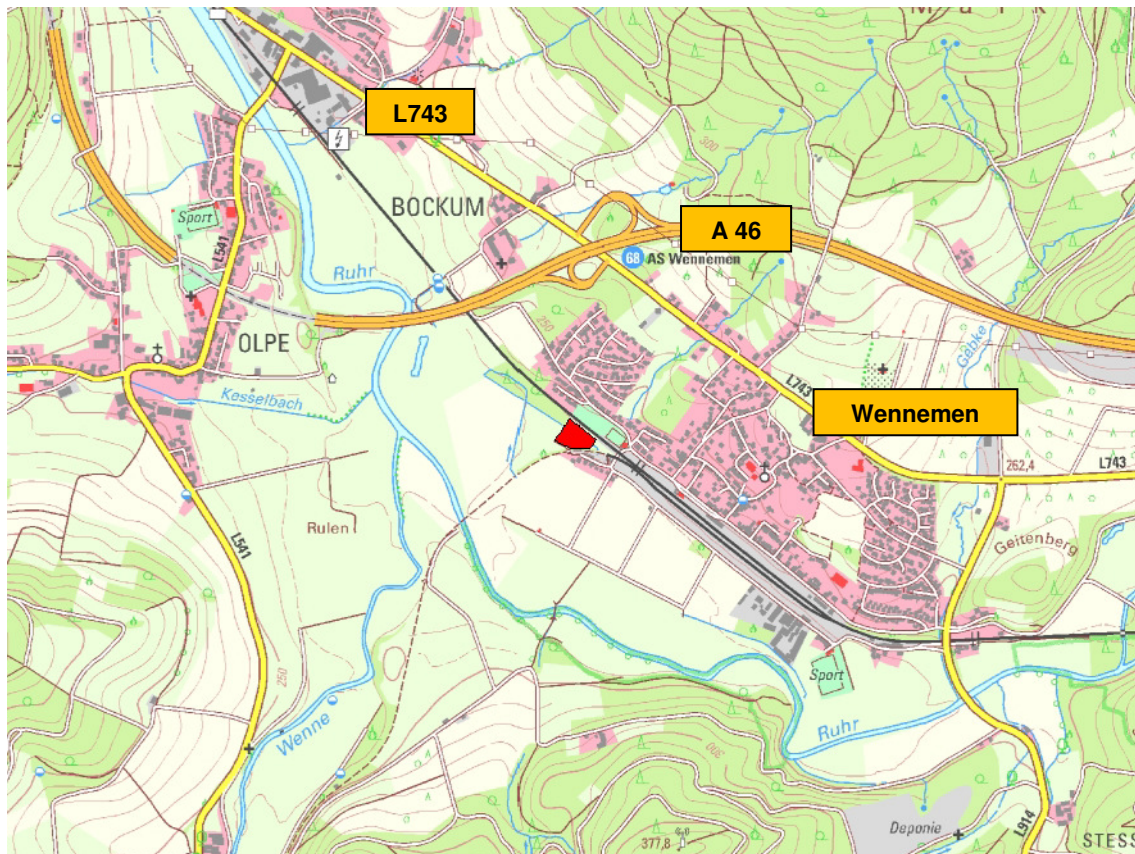 M a r k
L743
BOCKUM
Sport
L541
A 46
300
68 AS Wennemen
Ruhr
250
OLPE
Gebke
Kesselbach
L743
Wennemen
262,4
L743
Rulen
L541
Geitenberg
250
Wenne
Sport
Ruhr
300
Deponie
377,8
L914
STESS